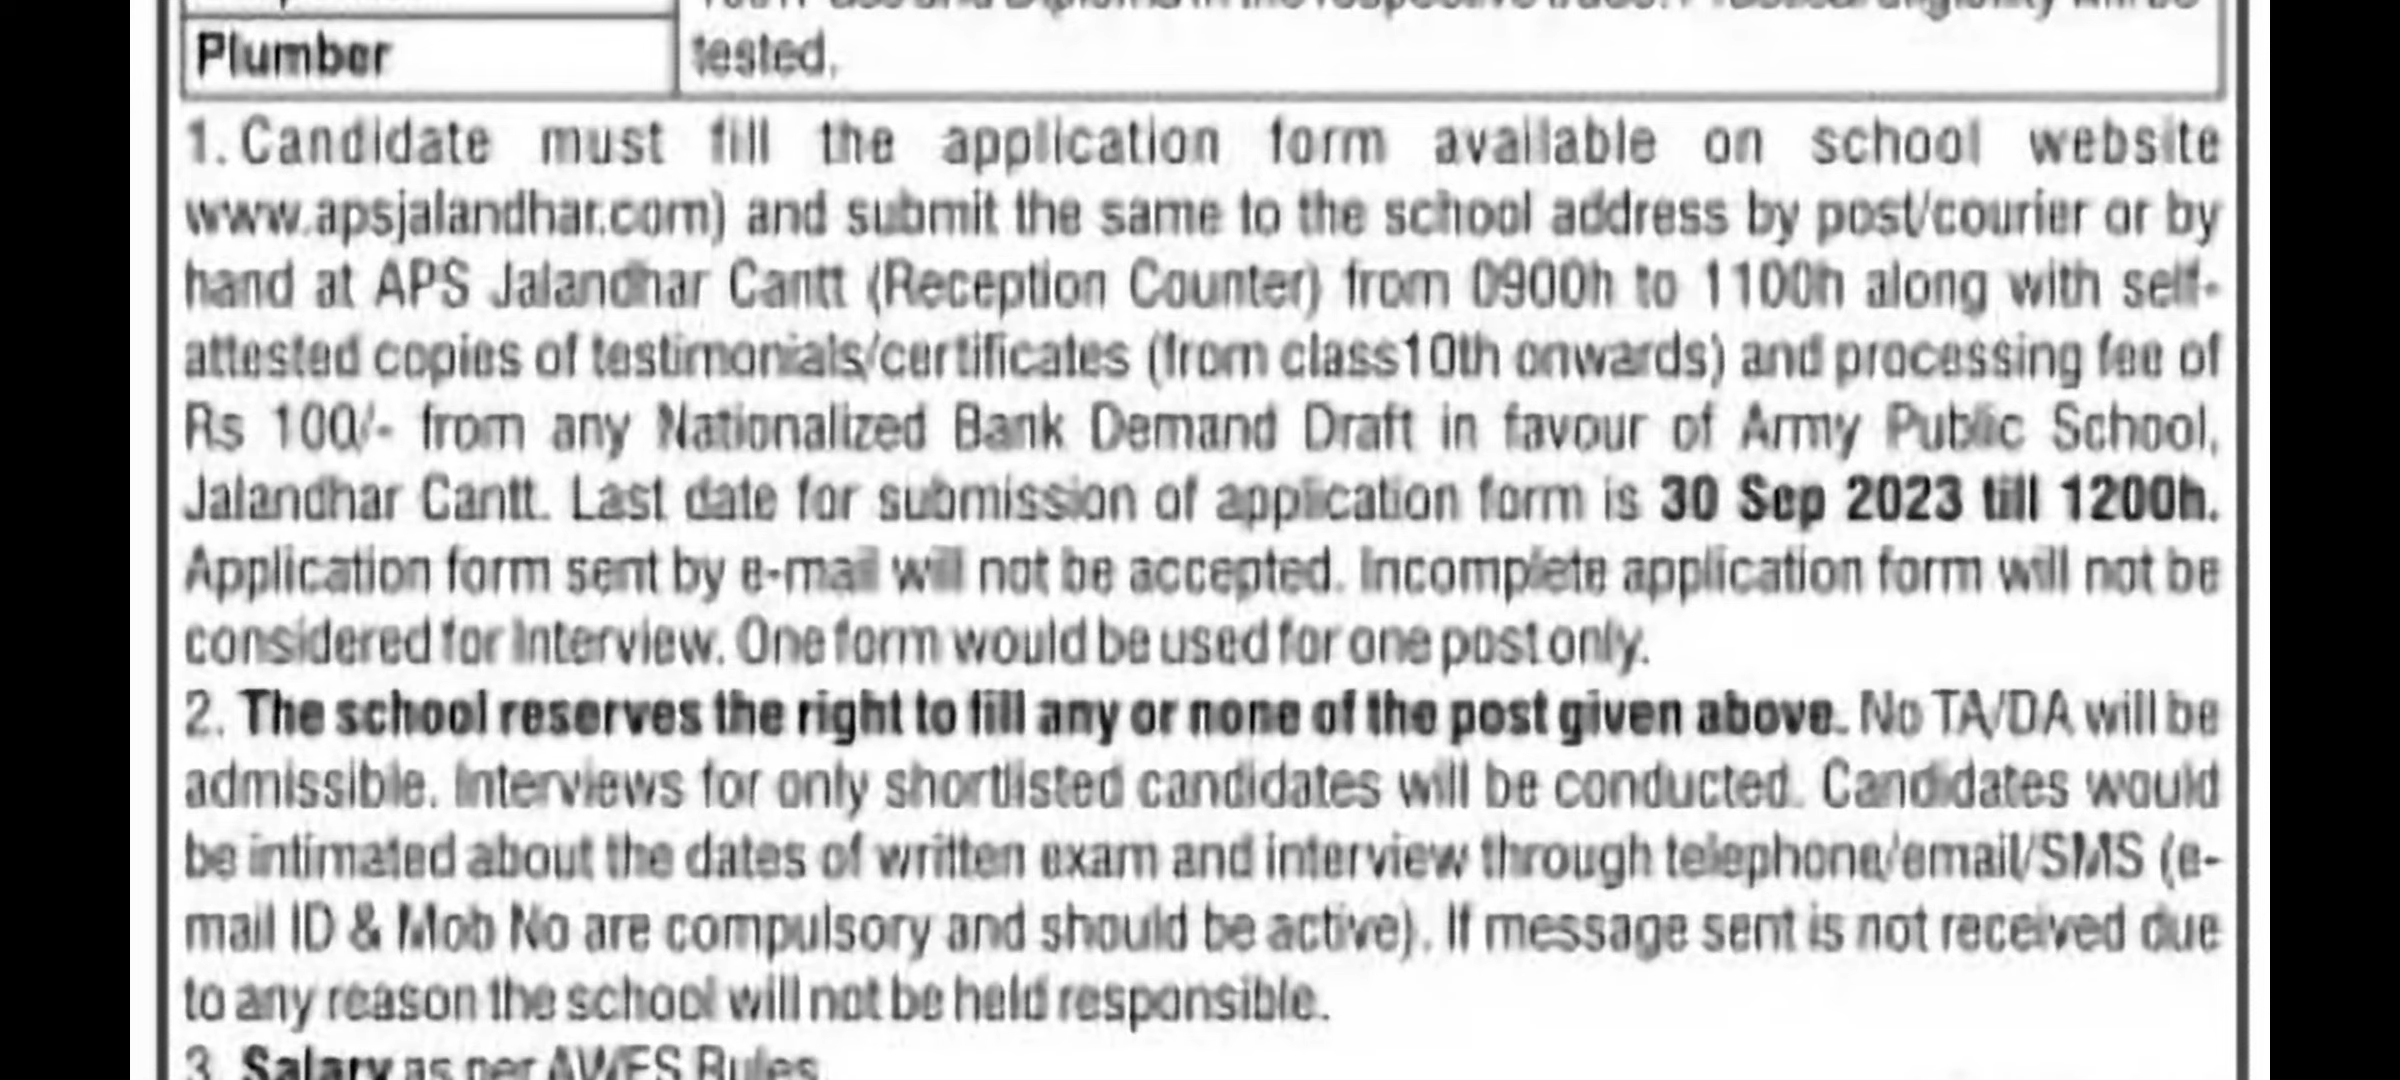 Plumber
tested.
1. Candidate must fill the application form available on school website
www.apsjalandhar.com) and submit the same to the school address by post/courier or by
hand at APS Jalandhar Cantt (Reception Counter) from 0900h to 1100h along with self-
attested copies of testimonials/certificates (from class10th onwards) and processing fee of
Rs 100/- from any Nationalized Bank Demand Draft in favour of Army Public School,
Jalandhar Cantt. Last date for submission of application form is 30 Sep 2023 till 1200h.
Application form sent by e-mail will not be accepted. Incomplete application form will not be
considered for Interview. One form would be used for one post only.
2. The school reserves the right to fill any or none of the post given above. No TA/DA will be
admissible. Interviews for only shortlisted candidates will be conducted. Candidates would
be intimated about the dates of written exam and interview through telephone/email/SMS (e-
mail ID & Mob No are compulsory and should be active). If message sent is not received due
to any reason the school will not be held responsible.
3. Salary as per AWES Rules.